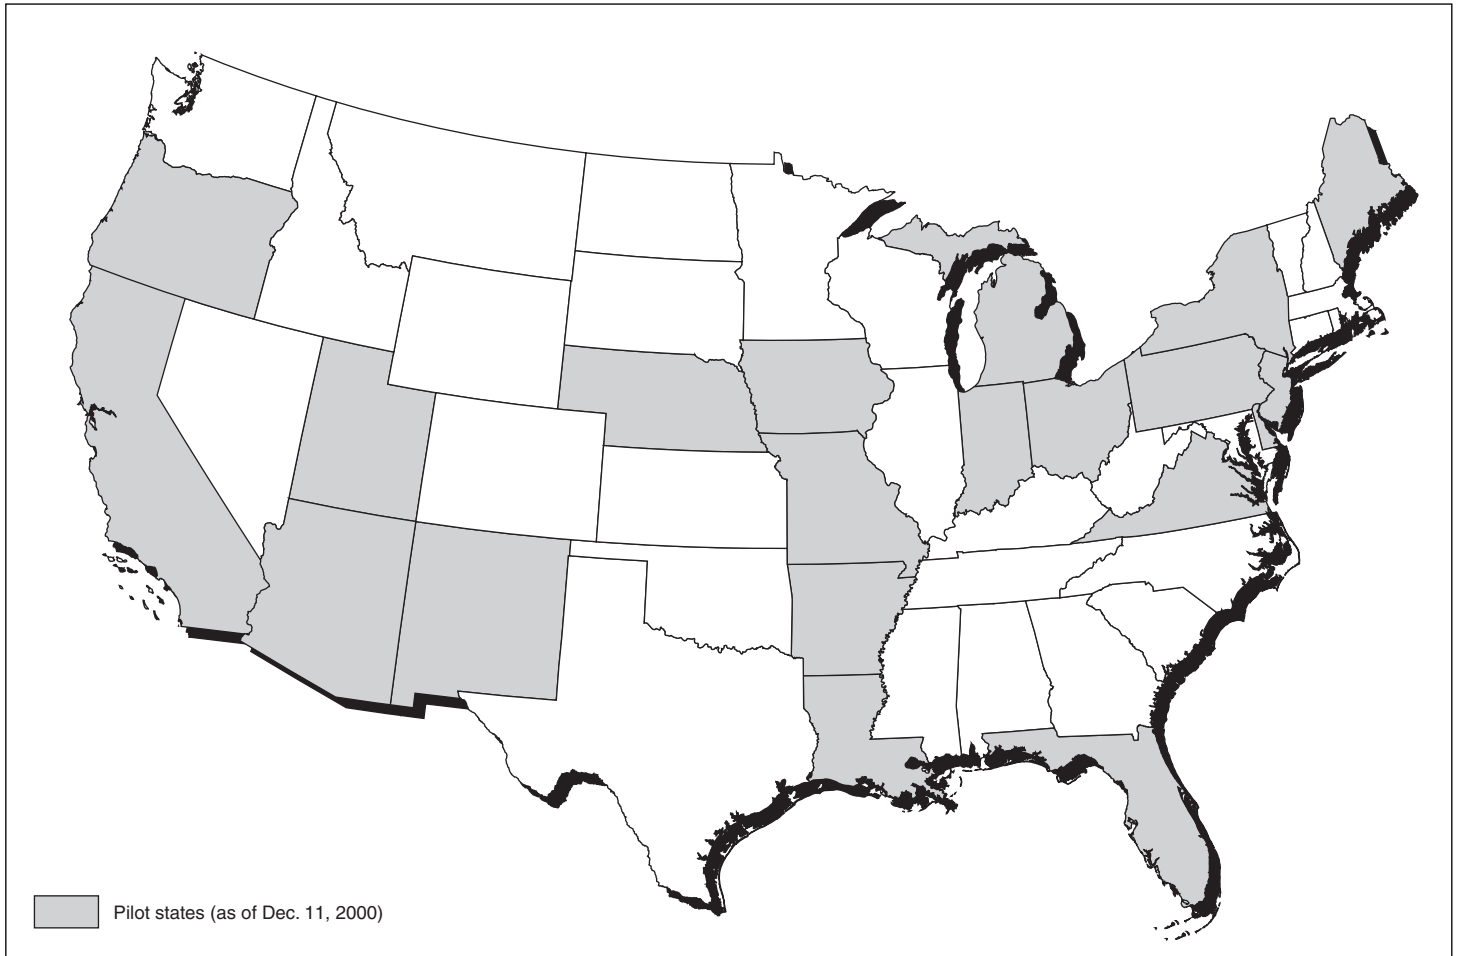 Pilot states (as of Dec. 11, 2000)